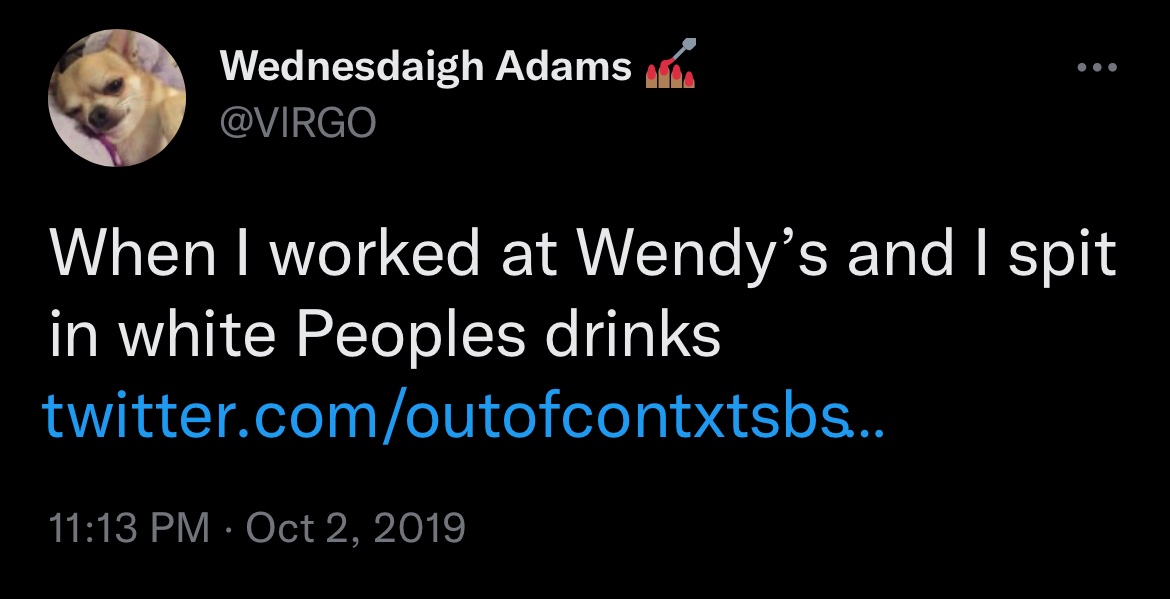 Wednesdaigh Adams 💅🏾
@VIRGO
When I worked at Wendy’s and I spit
in white Peoples drinks
twitter.com/outofcontxtsbs…
11:13 PM · Oct 2, 2019